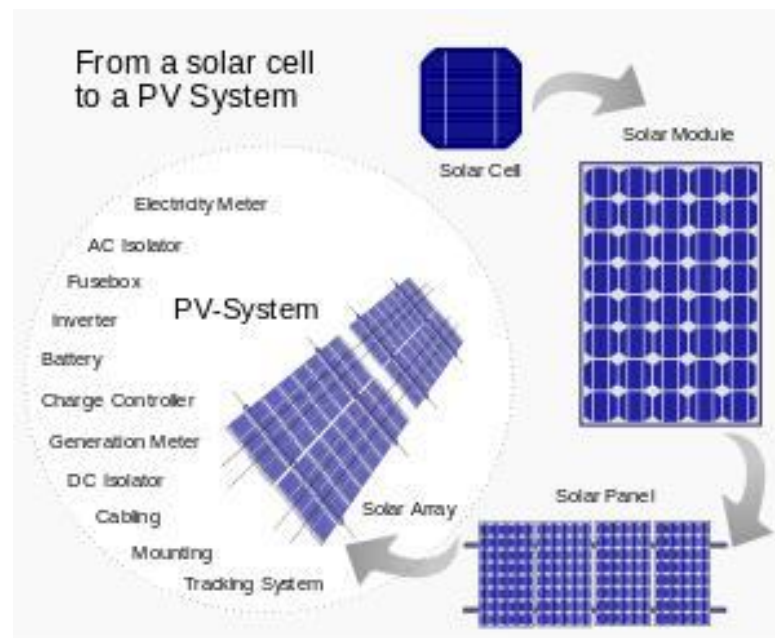 From a solar cell
to a PV System
Solar Cell
Solar Module
Solar Panel
Solar Array
PV-System
Electricity Meter
AC Isolator
Fusebox
Inverter
Battery
Charge Controller
Generation Meter
DC Isolator
Cabling
Mounting
Tracking System